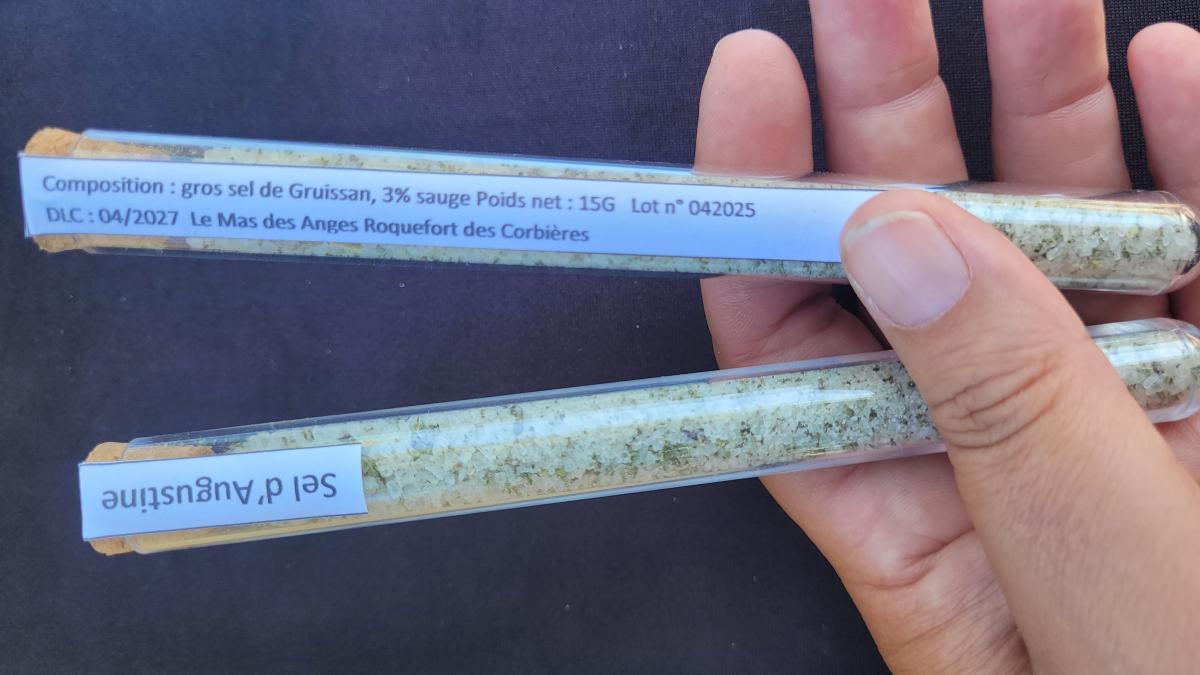 Composition : gros sel de Gruissan, 3% sauge Poids net : 15G Lot n° 042025
DLC : 04/2027 Le Mas des Anges Roquefort des Corbières
Sel d'Augustine